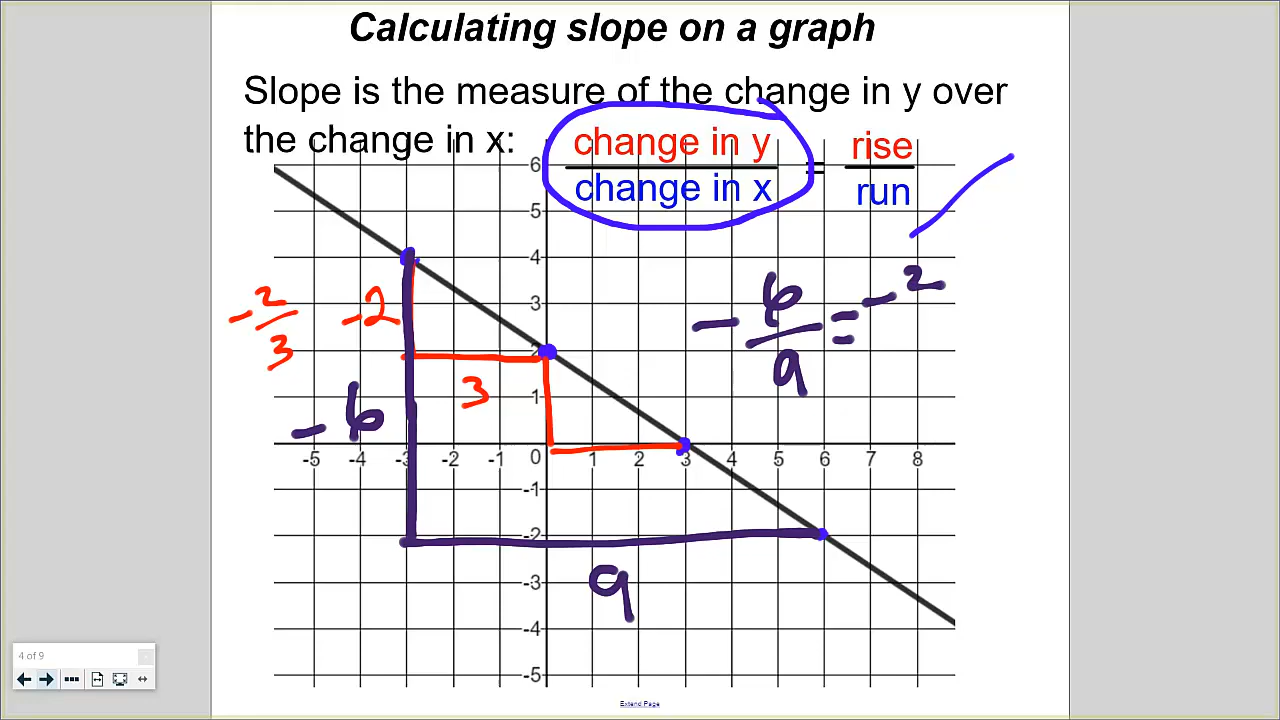 Calculating slope on a graph
Slope is the measure of the change in y over
the change in x:
change in y
change in x
=
rise
run
6
5
4
3
2
1
0
-1
-2
-3
-4
-5
-5 -4 -3 -2 -1 1 2 3 4 5 6 7 8
- 2
3
-2
3
- 6
9
- 6 = - 2
9
4 of 9
Extend Page